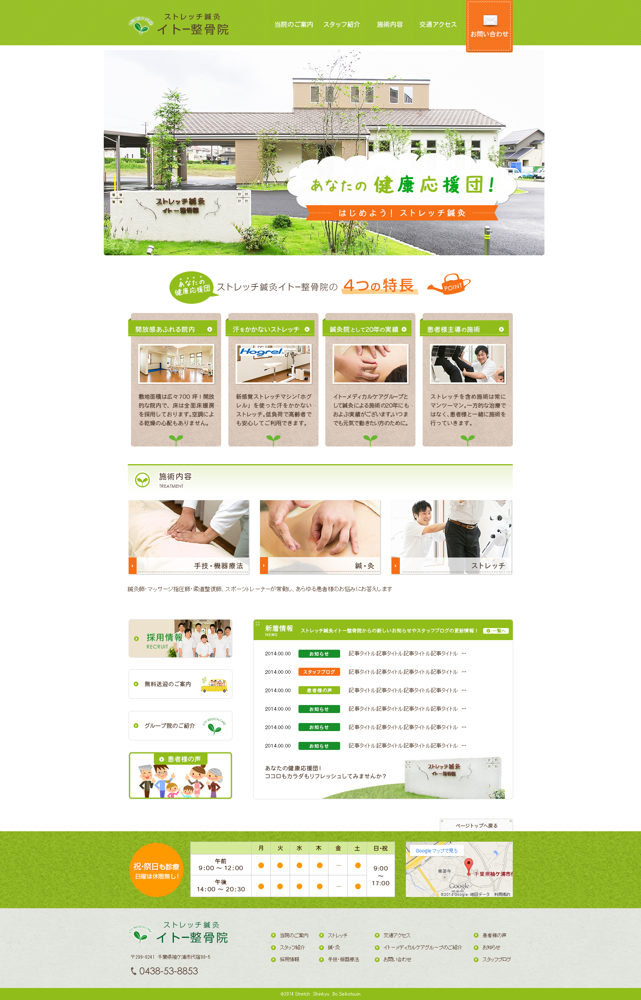 ITO MEDICALCARE
ストレッチ鍼灸
イトー整骨院
当院のご案内
スタッフ紹介
施術内容
交通アクセス
お問い合わせ
ストレッチ鍼灸
イトー整骨院
あなたの健康応援団!
はじめよう! ストレッチ鍼灸
あなたの
健康応援団
ストレッチ鍼灸イトー整骨院の 4つの特長
POINT
開放感あふれる院内
敷地面積は広々700 坪!開放
的な院内で、床は全面床暖房
を採用しております。空調によ
る乾燥の心配もありません。
汗をかかないストレッチ
Hogrel
新感覚ストレッチマシン「ホグ
レル」を使った汗をかかない
ストレッチ。低負荷で高齢者で
も安心してご利用できます。
鍼灸院として20年の実績
イトーメディカルケアグループと
して鍼灸による施術の20年にも
およぶ実績がございます。いつま
でも元気で動きたい方のために。
患者様主導の施術
ストレッチを含め施術は常に
マンツーマン。一方的な治療で
はなく、患者様と一緒に施術を
行っていきます。
施術内容
TREATMENT
手技・機器療法
鍼・灸
ストレッチ
鍼灸師・マッサージ指圧師・柔道整復師、スポーツトレーナーが常勤し、あらゆる患者様のお悩みにお答えします
採用情報
RECRUIT
無料送迎のご案内
グループ院のご紹介
ITO MEDICALCARE
患者様の声
新着情報
NEWS
ストレッチ鍼灸イトー整骨院からの新しいお知らせやスタッフブログの更新情報!
一覧へ
2014.00.00 お知らせ 記事タイトル記事タイトル記事タイトル記事タイトル …
2014.00.00 スタッフブログ 記事タイトル記事タイトル記事タイトル記事タイトル …
2014.00.00 患者様の声 記事タイトル記事タイトル記事タイトル記事タイトル …
2014.00.00 お知らせ 記事タイトル記事タイトル記事タイトル記事タイトル …
2014.00.00 お知らせ 記事タイトル記事タイトル記事タイトル記事タイトル …
2014.00.00 お知らせ 記事タイトル記事タイトル記事タイトル記事タイトル …
あなたの健康応援団!
ココロもカラダもリフレッシュしてみませんか?
ストレッチ鍼灸
イトー整骨院
ページトップへ戻る
祝・祭日も診療
日曜は休憩無し!
月 火 水 木 金 土 日・祝
午前
9:00 〜 12:00
● ● ● ● − ●
午後
14:00 〜 20:30
● ● ● ● − ●
9:00
〜
17:00
Google マップで見る
乗蓮寺
千葉県袖ケ浦市
Google
©2014 Google - 地図データ 利用規約
ITO MEDICALCARE
ストレッチ鍼灸
イトー整骨院
〒299-0241 千葉県袖ケ浦市代宿88-5
0438-53-8853
当院のご案内
スタッフ紹介
採用情報
ストレッチ
鍼・灸
手技・機器療法
交通アクセス
イトーメディカルケアグループのご紹介
お問い合わせ
患者様の声
お知らせ
スタッフブログ
©2014 Stretch Shinkyu Ito Seikotsuin